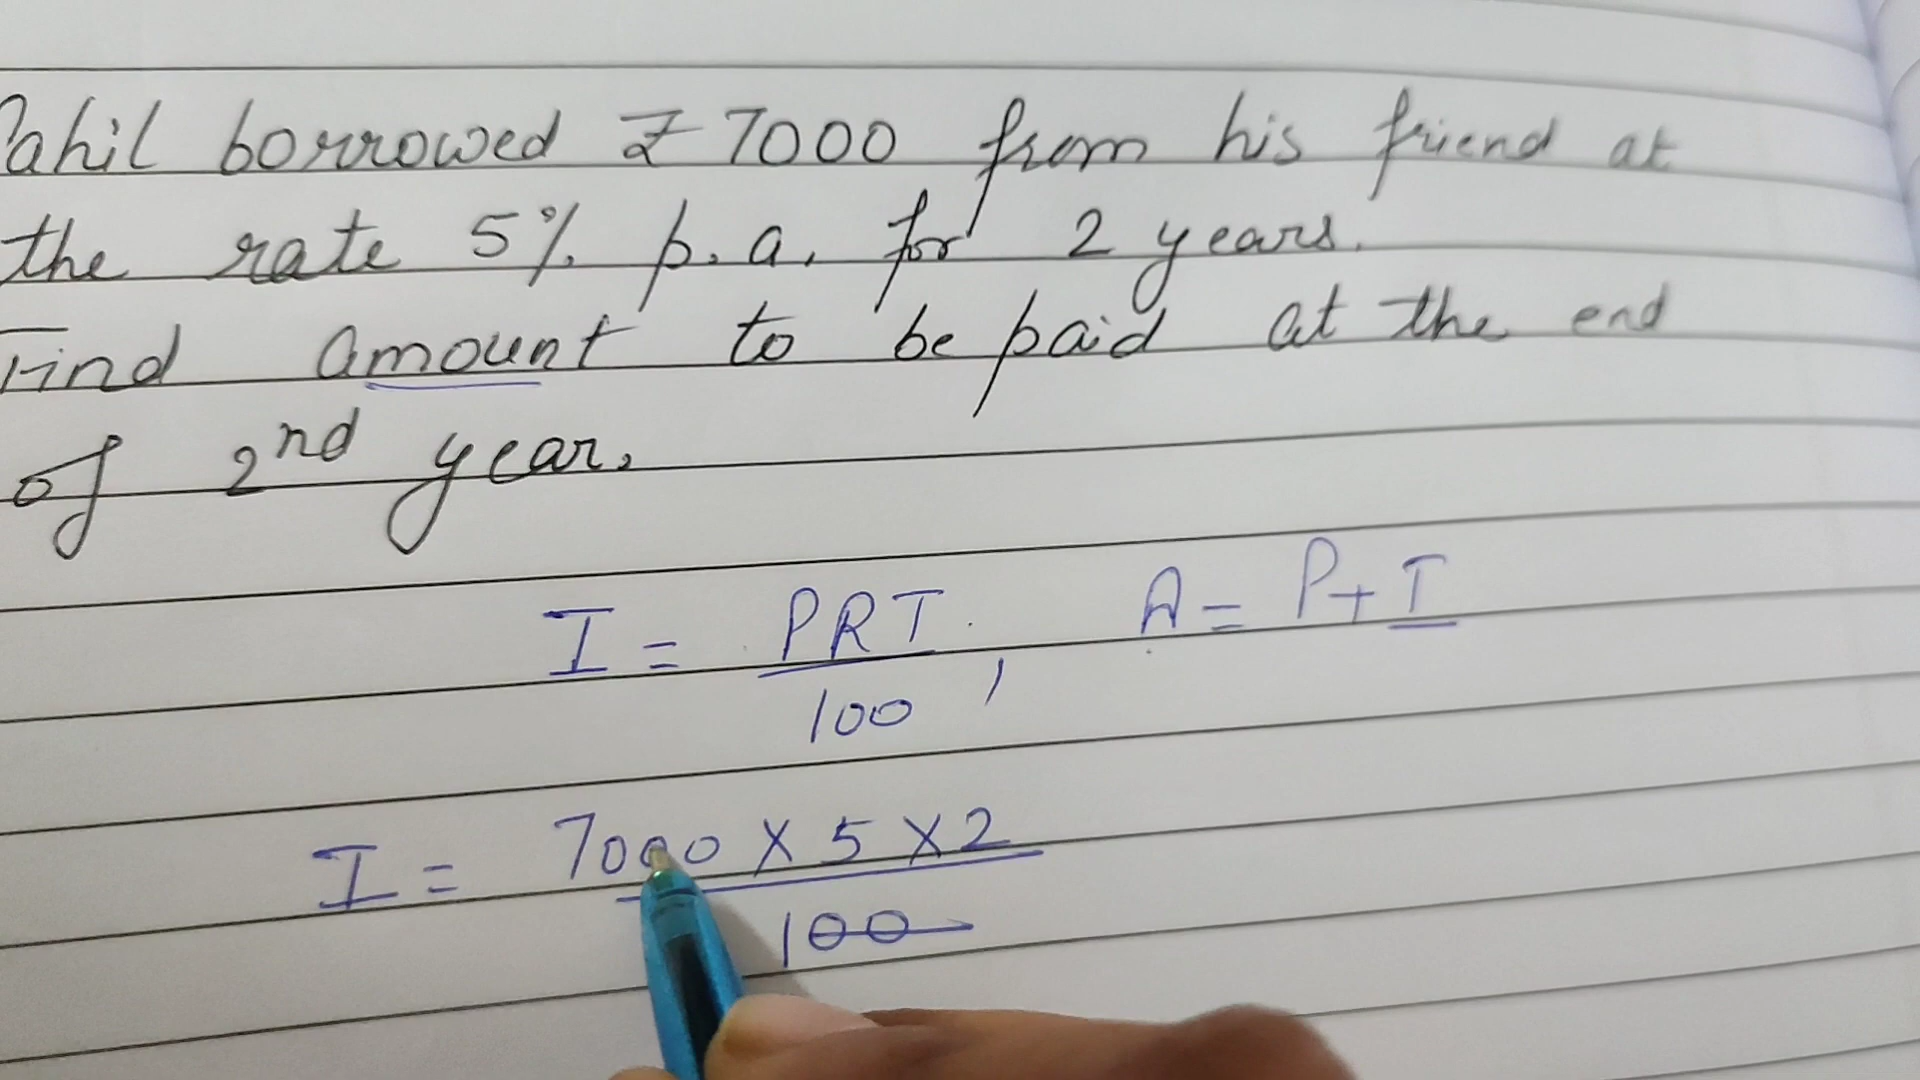 ahil borrowed ₹ 7000 from his friend at
the rate 5% p.a. for 2 years.
Find amount to be paid at the end
of 2nd year.
I = PRT / 100 , A = P + I
I = 7000 × 5 × 2 / 100